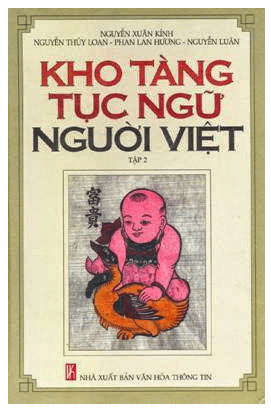 NGUYỄN XUÂN KÍNH
NGUYỄN THÚY LOAN - PHAN LAN HƯƠNG - NGUYỄN LUÂN
KHO TÀNG
TỤC NGỮ
NGƯỜI VIỆT
TẬP 2
富
貴
NHÀ XUẤT BẢN VĂN HÓA THÔNG TIN